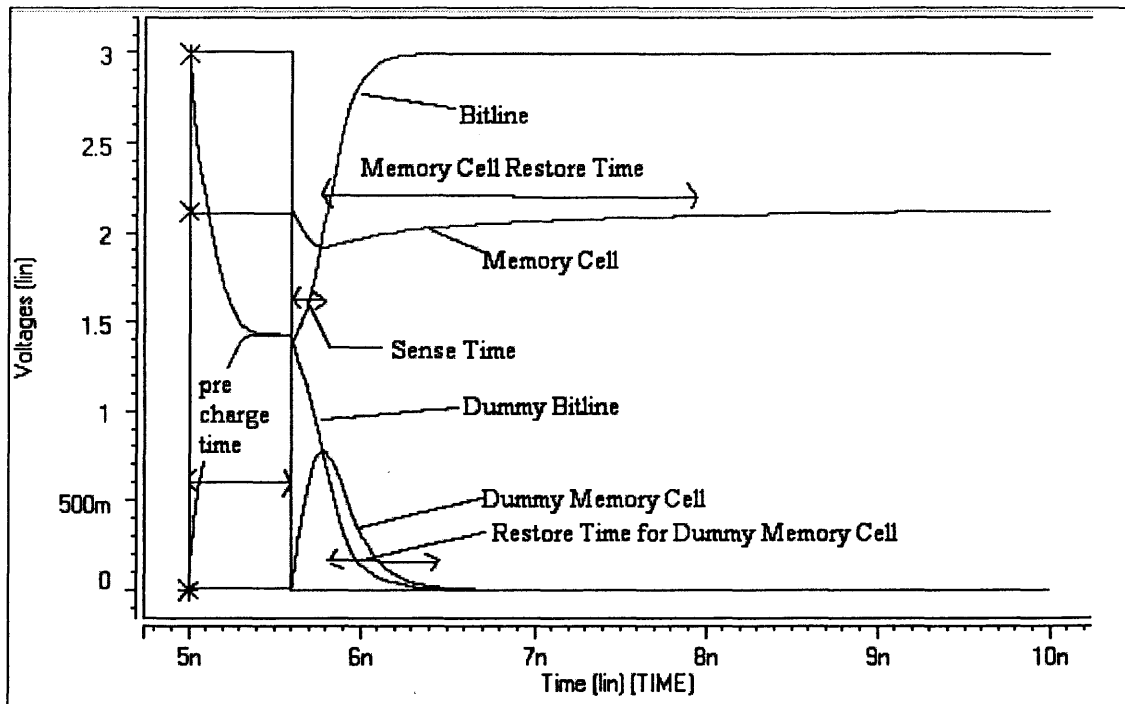 3
2.5
2
1.5
1
500m
0
Voltages (lin)
Bitline
Memory Cell Restore Time
Memory Cell
Sense Time
pre
charge
time
Dummy Bitline
Dummy Memory Cell
Restore Time for Dummy Memory Cell
5n
6n
7n
8n
9n
10n
Time (lin) (TIME)